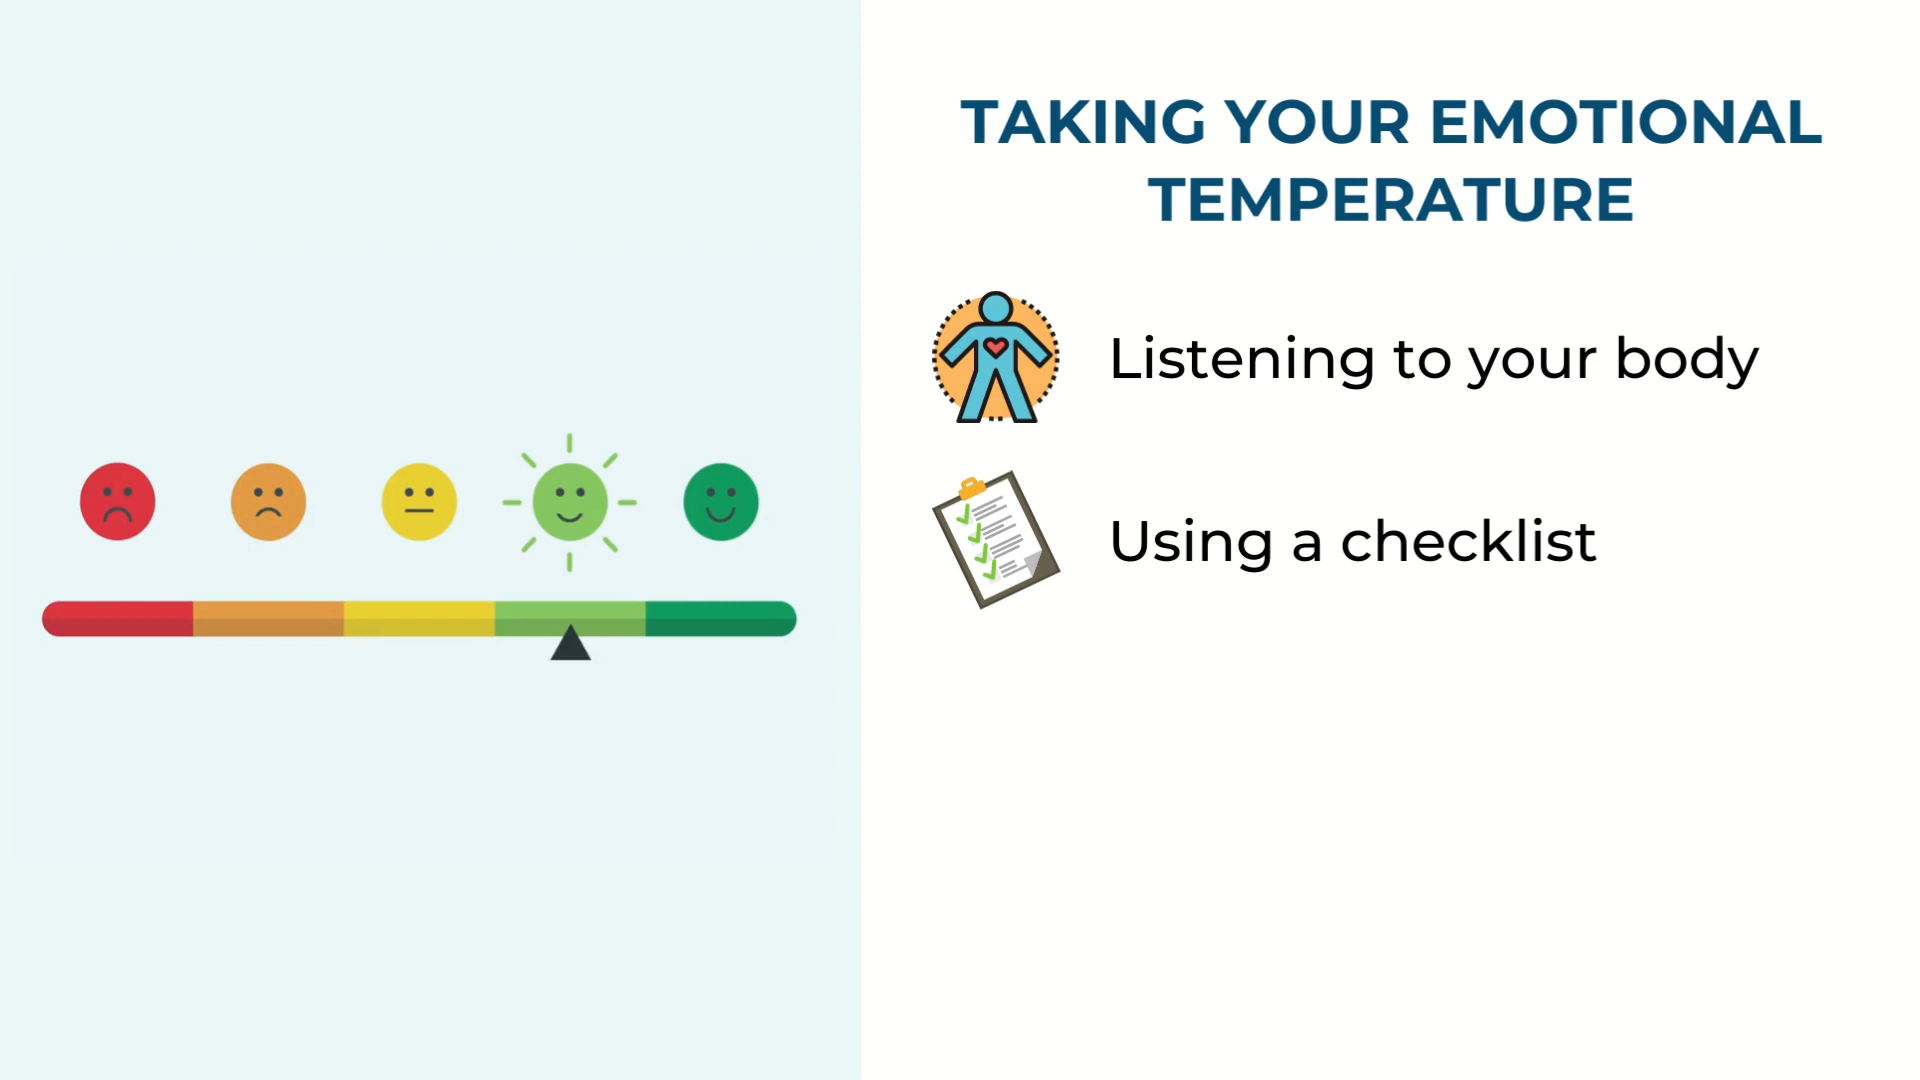 TAKING YOUR EMOTIONAL
TEMPERATURE
Listening to your body
Using a checklist